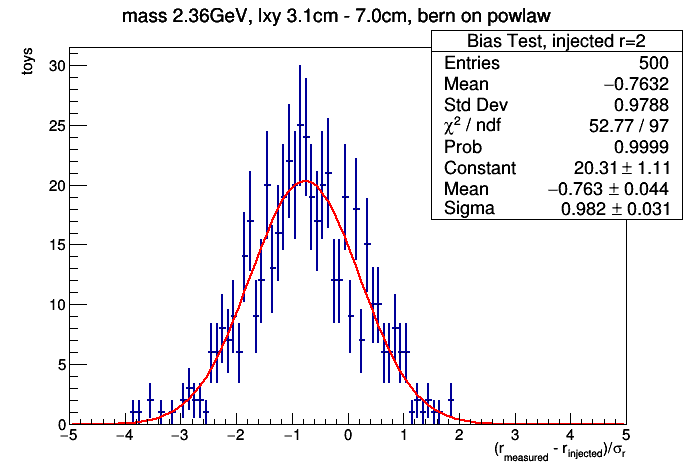 mass 2.36GeV, lxy 3.1cm - 7.0cm, bern on powlaw
Bias Test, injected r=2
Entries 500
Mean −0.7632
Std Dev 0.9788
χ² / ndf 52.77 / 97
Prob 0.9999
Constant 20.31 ± 1.11
Mean −0.763 ± 0.044
Sigma 0.982 ± 0.031
toys
30
25
20
15
10
5
0
−5 −4 −3 −2 −1 0 1 2 3 4 5
(r_measured - r_injected)/σ_r